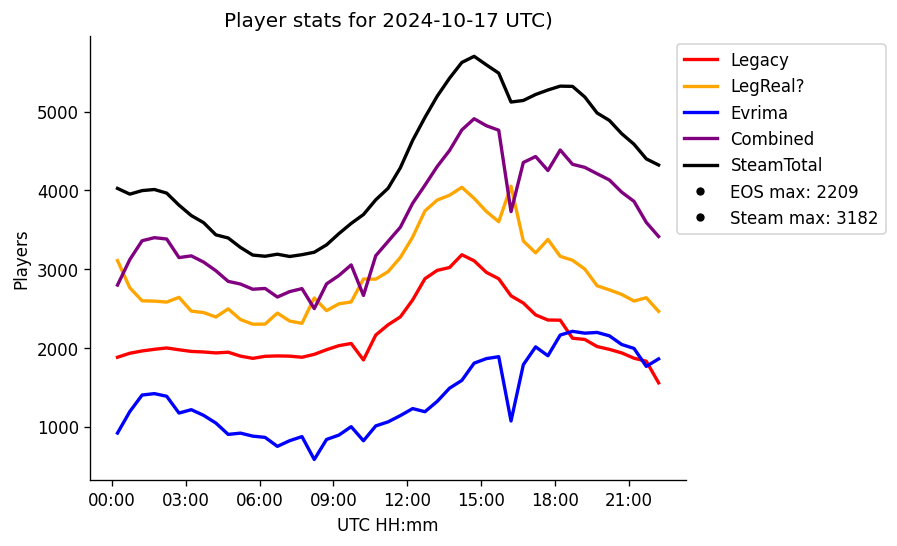 Player stats for 2024-10-17 UTC)
Legacy
LegReal?
Evrima
Combined
SteamTotal
EOS max: 2209
Steam max: 3182
Players
5000
4000
3000
2000
1000
00:00 03:00 06:00 09:00 12:00 15:00 18:00 21:00
UTC HH:mm